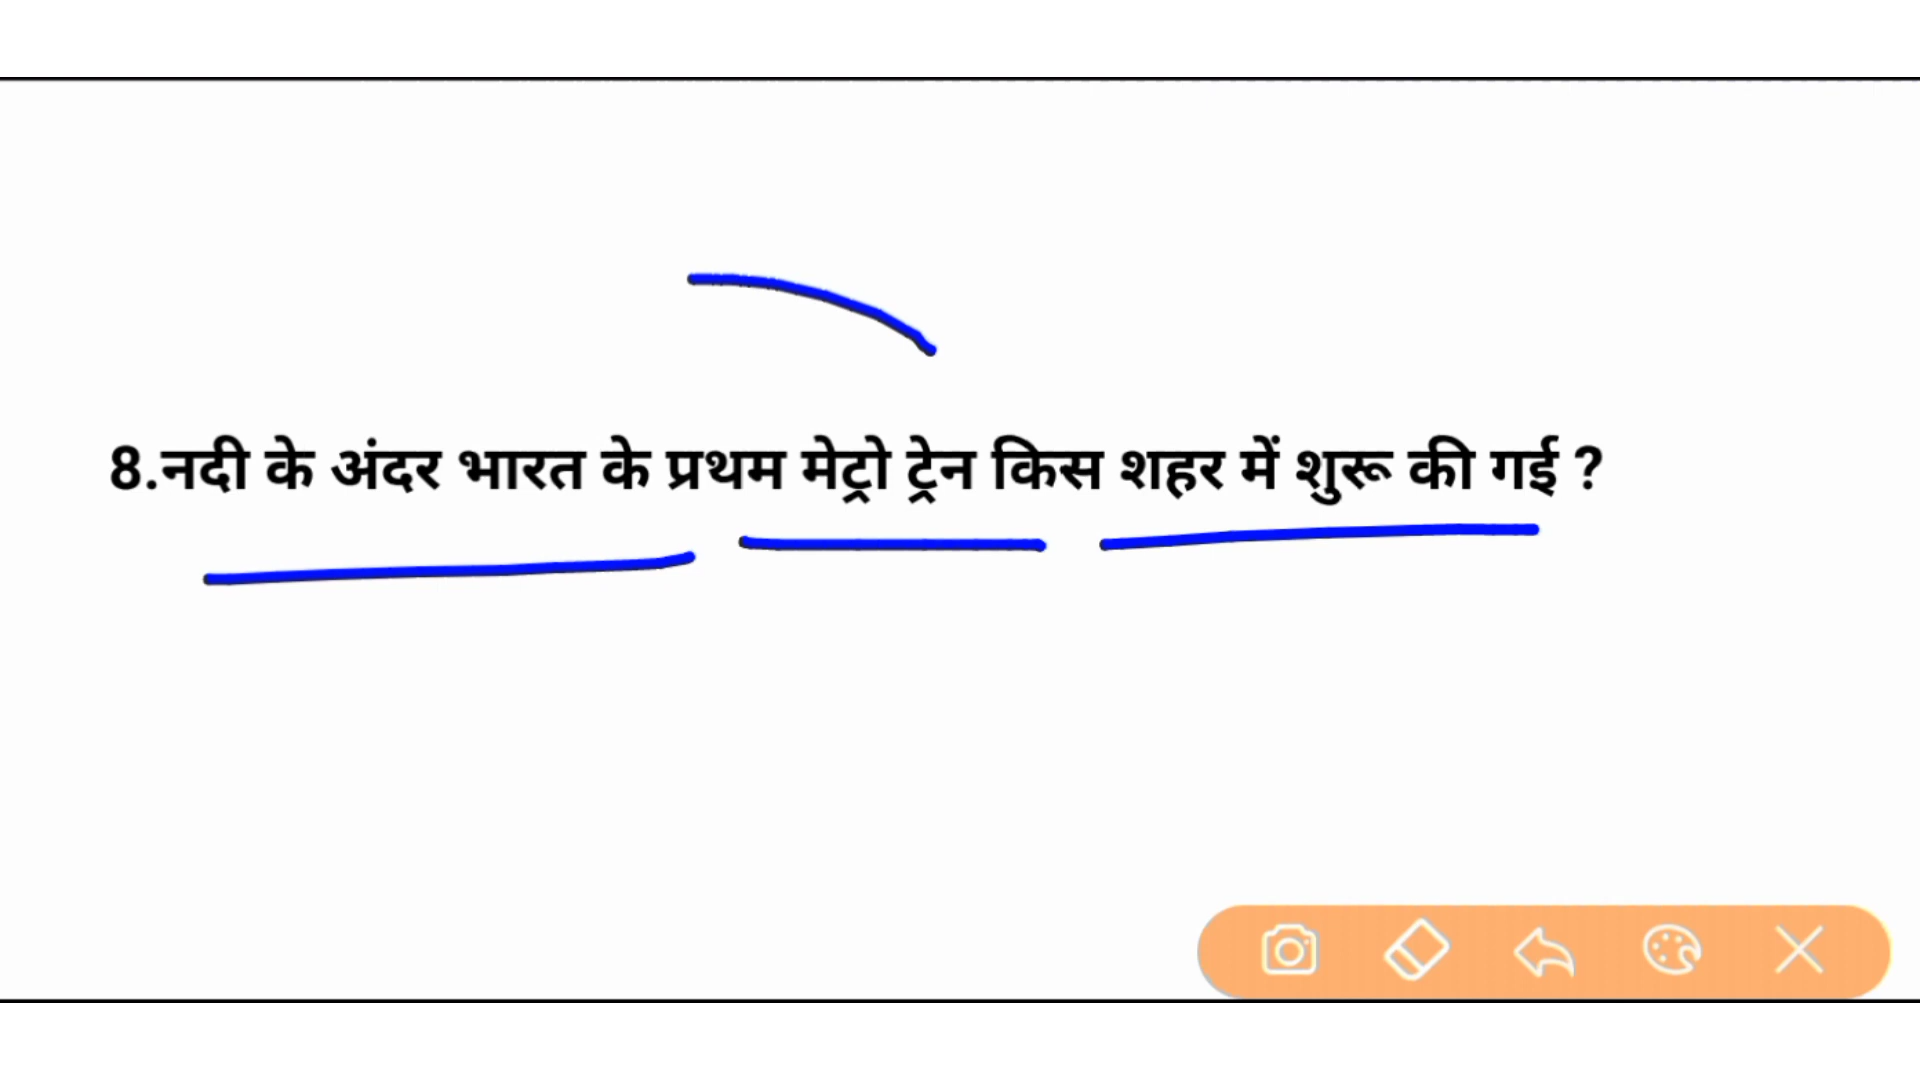 8.नदी के अंदर भारत के प्रथम मेट्रो ट्रेन किस शहर में शुरू की गई ?